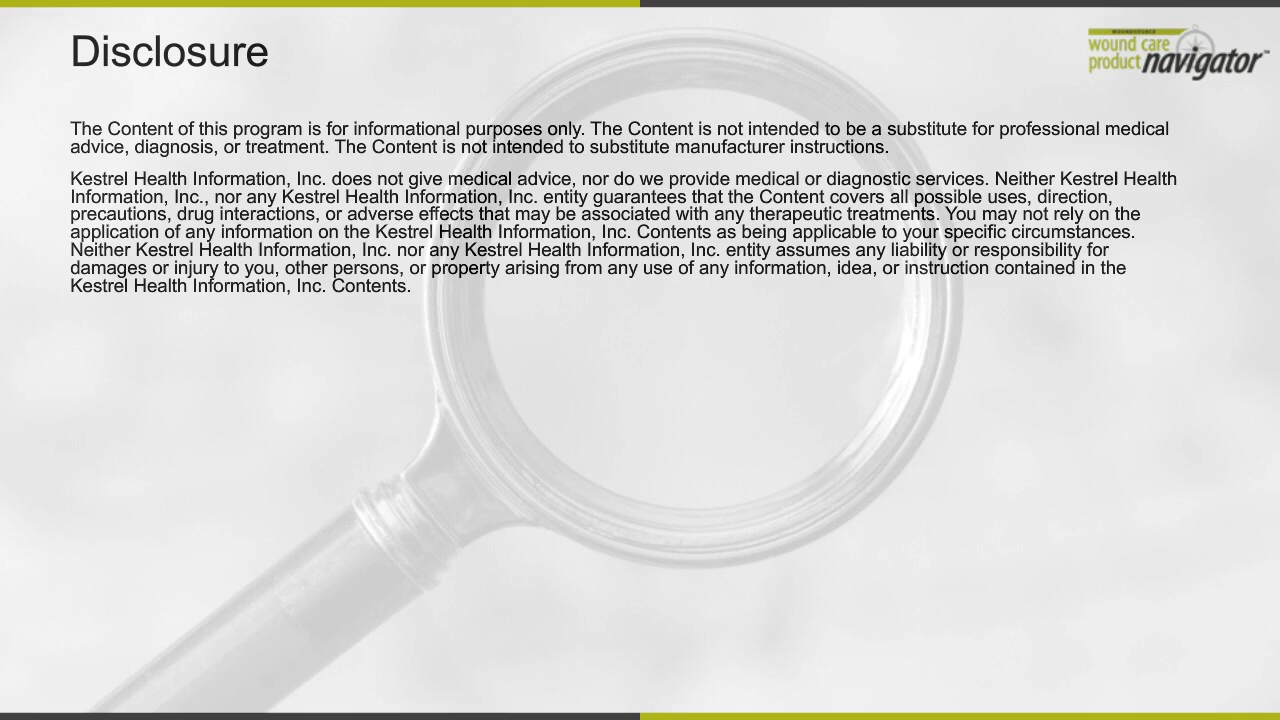 Disclosure
WOUNDSOURCE
wound care
product navigator™
The Content of this program is for informational purposes only. The Content is not intended to be a substitute for professional medical
advice, diagnosis, or treatment. The Content is not intended to substitute manufacturer instructions.
Kestrel Health Information, Inc. does not give medical advice, nor do we provide medical or diagnostic services. Neither Kestrel Health
Information, Inc., nor any Kestrel Health Information, Inc. entity guarantees that the Content covers all possible uses, direction,
precautions, drug interactions, or adverse effects that may be associated with any therapeutic treatments. You may not rely on the
application of any information on the Kestrel Health Information, Inc. Contents as being applicable to your specific circumstances.
Neither Kestrel Health Information, Inc. nor any Kestrel Health Information, Inc. entity assumes any liability or responsibility for
damages or injury to you, other persons, or property arising from any use of any information, idea, or instruction contained in the
Kestrel Health Information, Inc. Contents.